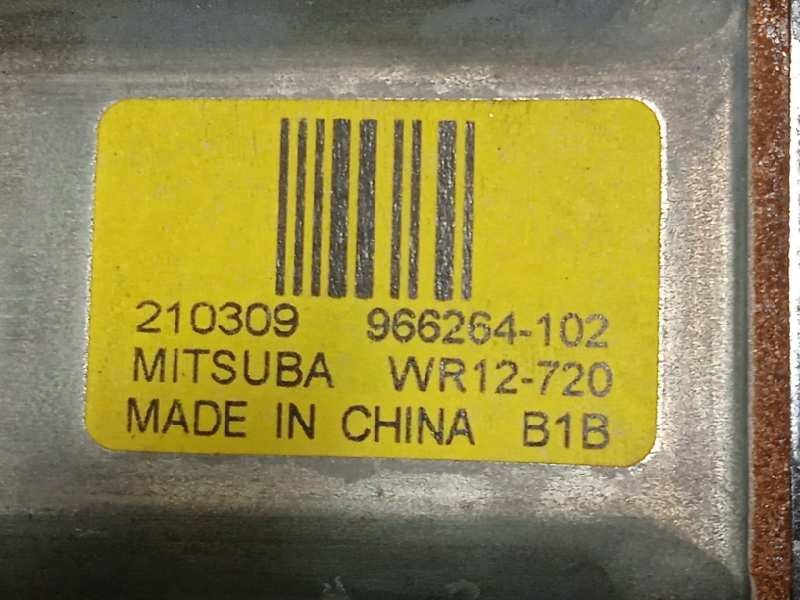 210309 966264-102
MITSUBA WR12-720
MADE IN CHINA B1B